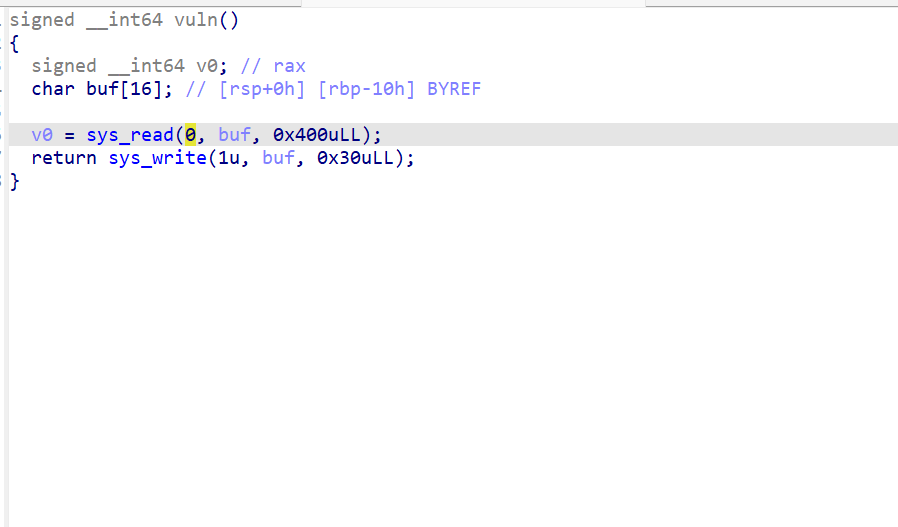 signed __int64 vuln()
{
  signed __int64 v0; // rax
  char buf[16]; // [rsp+0h] [rbp-10h] BYREF

  v0 = sys_read(0, buf, 0x400uLL);
  return sys_write(1u, buf, 0x30uLL);
}